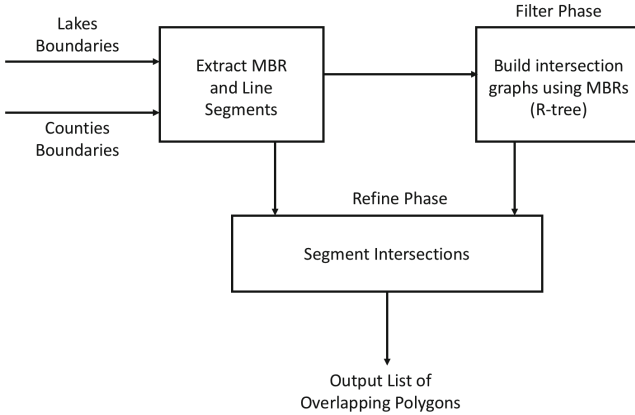 Lakes
Boundaries
Counties
Boundaries
Extract MBR
and Line
Segments
Filter Phase
Build intersection
graphs using MBRs
(R-tree)
Refine Phase
Segment Intersections
Output List of
Overlapping Polygons